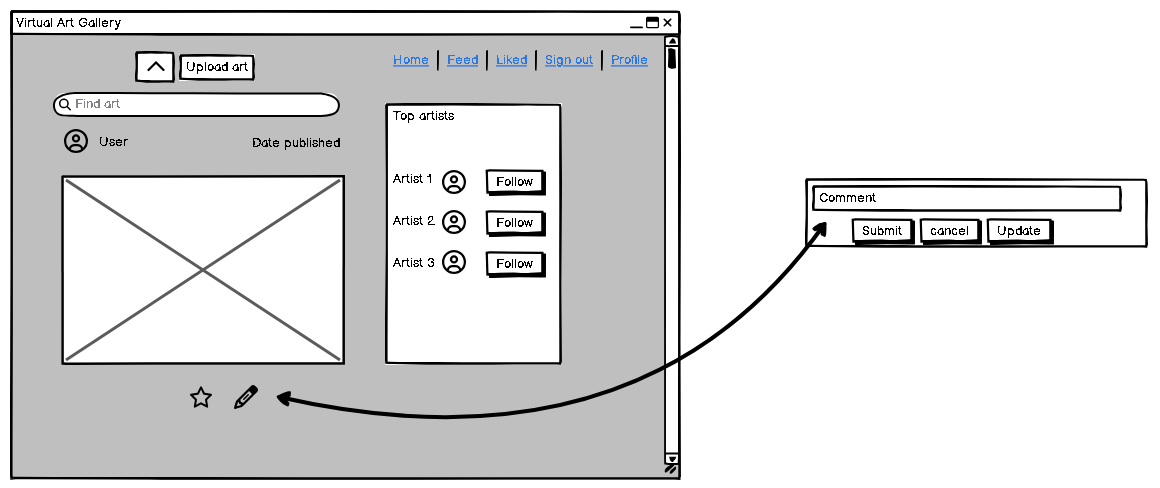 Virtual Art Gallery
Upload art
Home Feed Liked Sign out Profile
Find art
Top artists
User Date published
Artist 1 Follow
Artist 2 Follow
Artist 3 Follow
Comment
Submit cancel Update